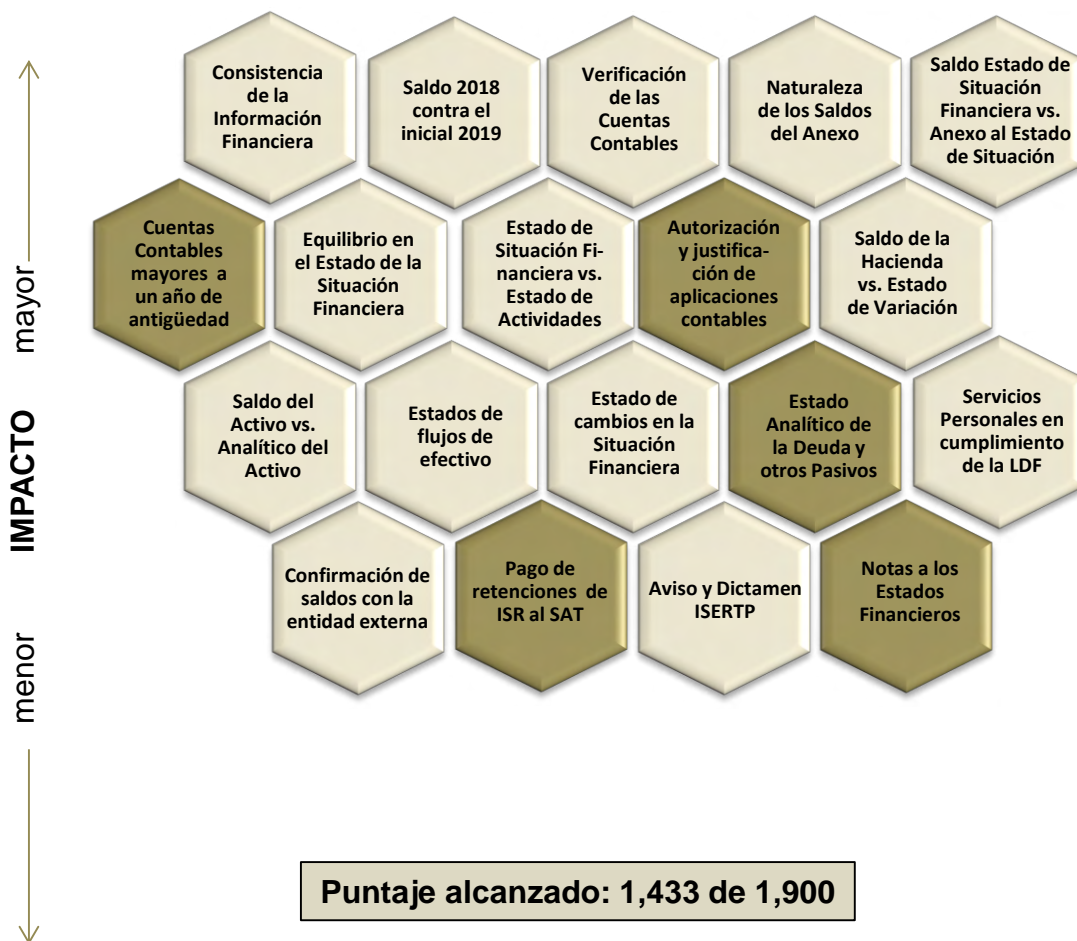 Consistencia
de la
Información
Financiera
Saldo 2018
contra el
inicial 2019
Verificación
de las
Cuentas
Contables
Naturaleza
de los Saldos
del Anexo
Saldo Estado de
Situación
Financiera vs.
Anexo al Estado
de Situación
Cuentas
Contables
mayores a
un año de
antigüedad
Equilibrio en
el Estado de la
Situación
Financiera
Estado de
Situación Fi-
nanciera vs.
Estado de
Actividades
Autorización
y justifica-
ción de
aplicaciones
contables
Saldo de la
Hacienda
vs. Estado
de Variación
Saldo del
Activo vs.
Analítico del
Activo
Estados de
flujos de
efectivo
Estado de
cambios en la
Situación
Financiera
Estado
Analítico de
la Deuda y
otros Pasivos
Servicios
Personales en
cumplimiento
de la LDF
Confirmación de
saldos con la
entidad externa
Pago de
retenciones de
ISR al SAT
Aviso y Dictamen
ISERTP
Notas a los
Estados
Financieros
mayor
IMPACTO
menor
Puntaje alcanzado: 1,433 de 1,900